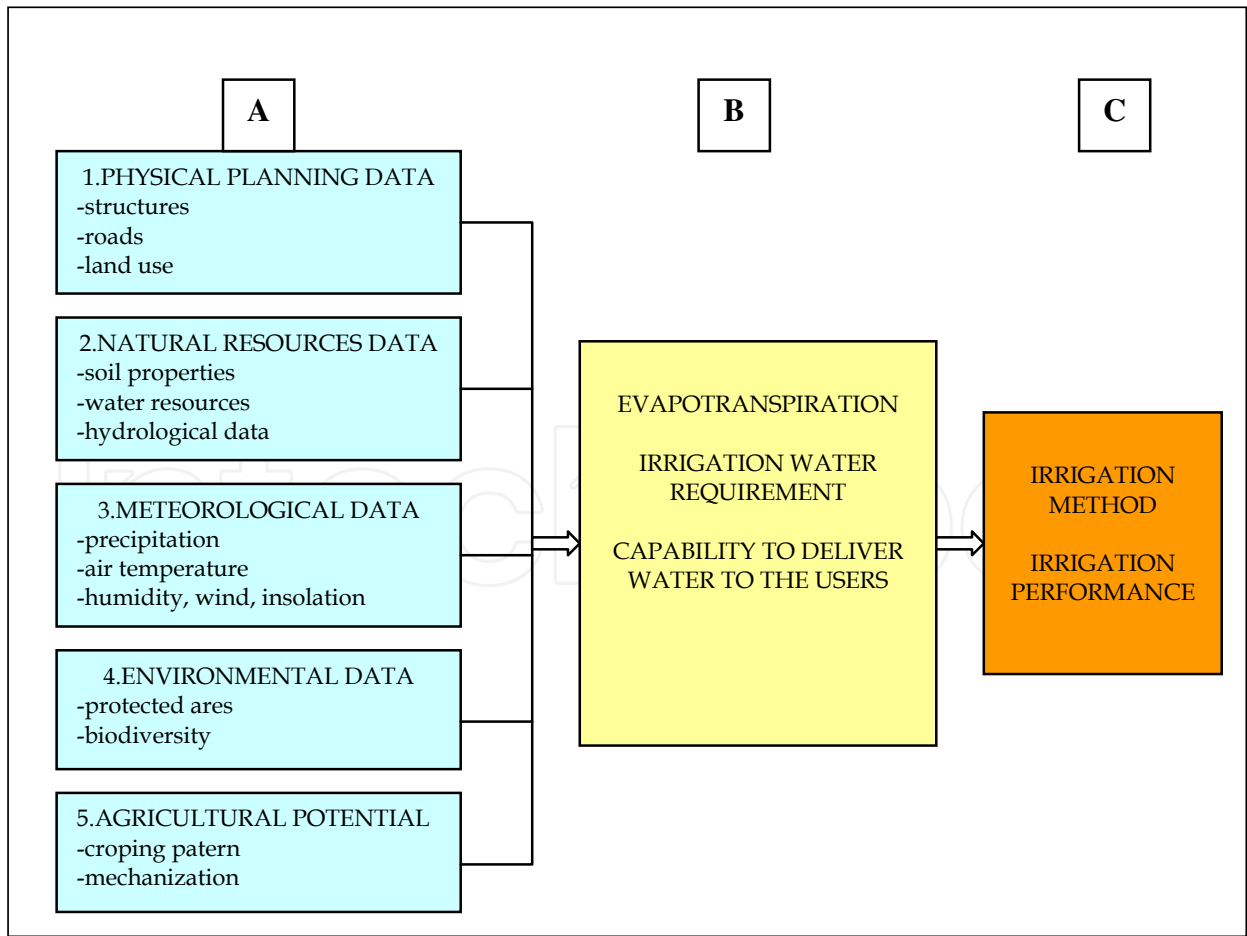 A
B
C
1.PHYSICAL PLANNING DATA
-structures
-roads
-land use
2.NATURAL RESOURCES DATA
-soil properties
-water resources
-hydrological data
3.METEOROLOGICAL DATA
-precipitation
-air temperature
-humidity, wind, insolation
4.ENVIRONMENTAL DATA
-protected ares
-biodiversity
5.AGRICULTURAL POTENTIAL
-croping patern
-mechanization
EVAPOTRANSPIRATION
IRRIGATION WATER
REQUIREMENT
CAPABILITY TO DELIVER
WATER TO THE USERS
IRRIGATION
METHOD
IRRIGATION
PERFORMANCE